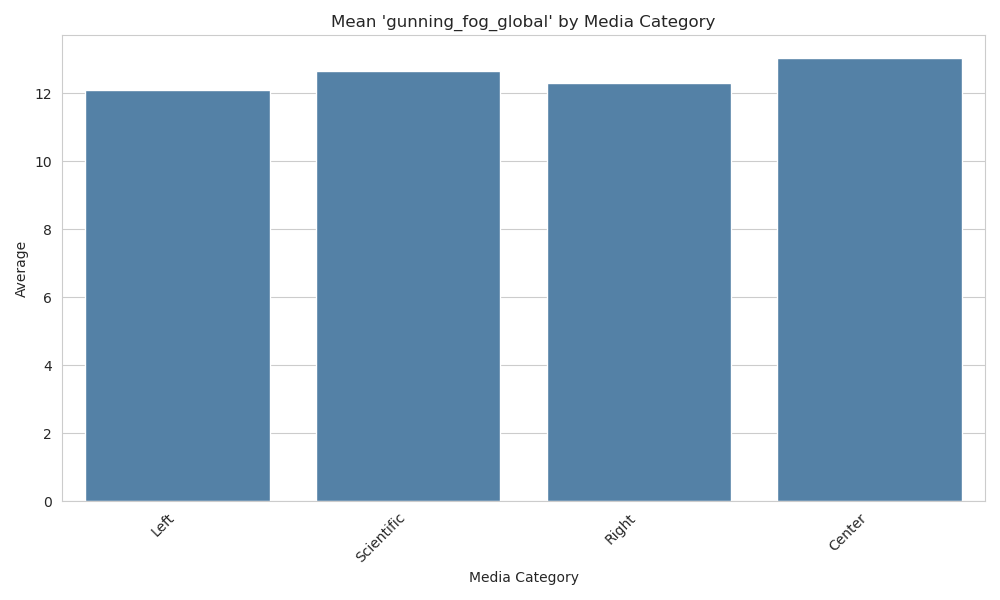 Mean 'gunning_fog_global' by Media Category
12
10
8
6
4
2
0
Average
Left
Scientific
Right
Center
Media Category